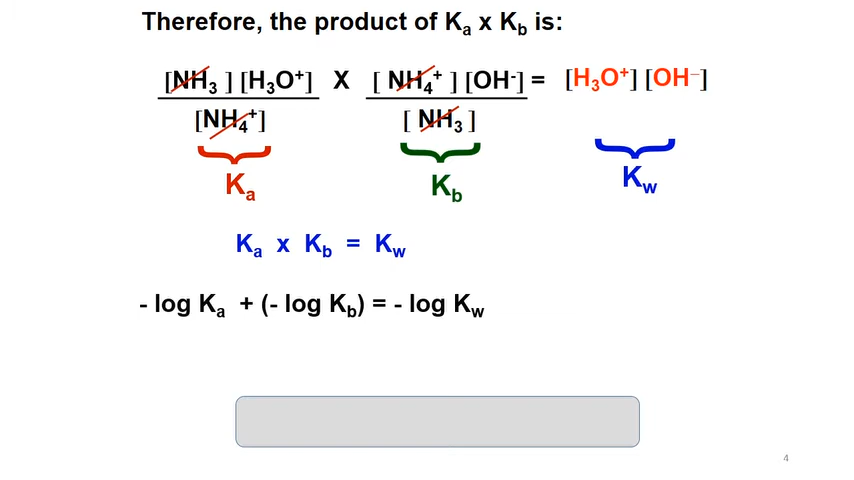 Therefore, the product of Ka x Kb is:
[NH3 ] [H3O+] X [ NH4+ ] [OH-] = [H3O+] [OH−]
[NH4+] [ NH3 ]
Ka Kb Kw
Ka x Kb = Kw
- log Ka + (- log Kb) = - log Kw
4